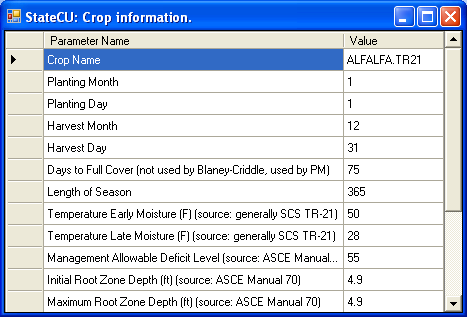 StateCU: Crop information.
Parameter Name Value
Crop Name ALFALFA.TR21
Planting Month 1
Planting Day 1
Harvest Month 12
Harvest Day 31
Days to Full Cover (not used by Blaney-Criddle, used by PM) 75
Length of Season 365
Temperature Early Moisture (F) (source: generally SCS TR-21) 50
Temperature Late Moisture (F) (source: generally SCS TR-21) 28
Management Allowable Deficit Level (source: ASCE Manual... 55
Initial Root Zone Depth (ft) (source: ASCE Manual 70) 4.9
Maximum Root Zone Depth (ft) (source: ASCE Manual 70) 4.9